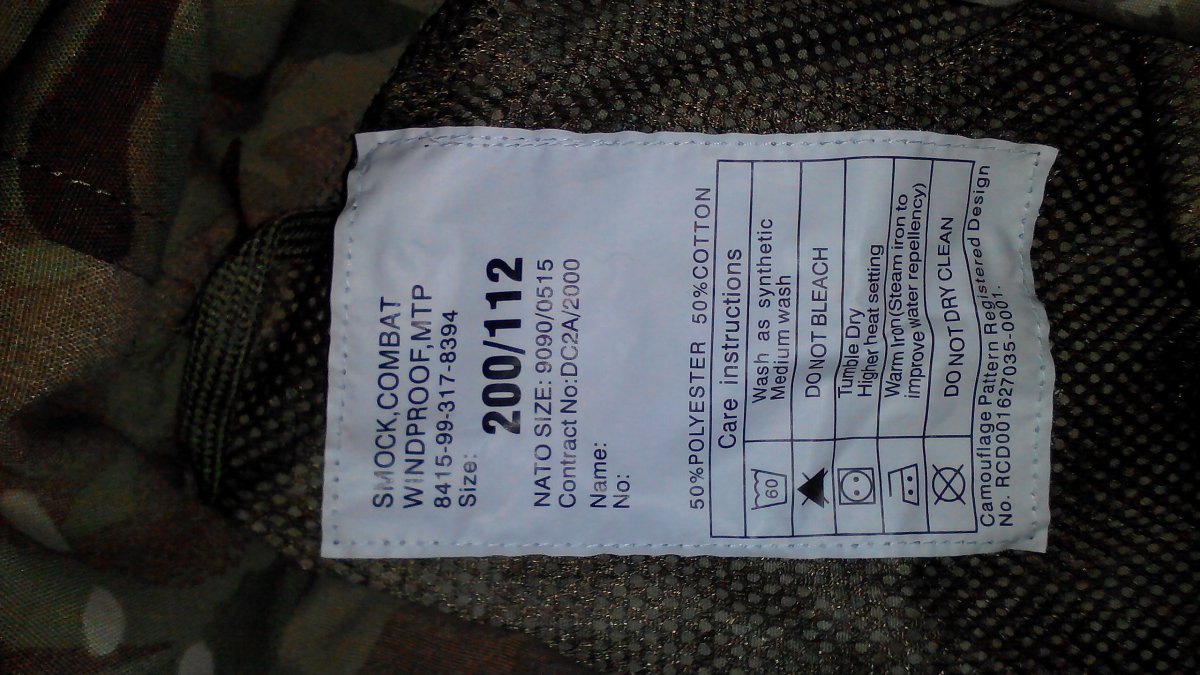 SMOCK,COMBAT
WINDPROOF,MTP
8415-99-317-8394
Size:
200/112
NATO SIZE: 9090/0515
Contract No:DC2A/2000
Name:
No:
50%POLYESTER 50%COTTON
Care instructions
60
Wash as synthetic
Medium wash
DO NOT BLEACH
Tumble Dry
Higher heat setting
Warm Iron(Steam iron to
improve water repellency)
DO NOT DRY CLEAN
Camouflage Pattern Registered Design
No. RCD001627035-0001.